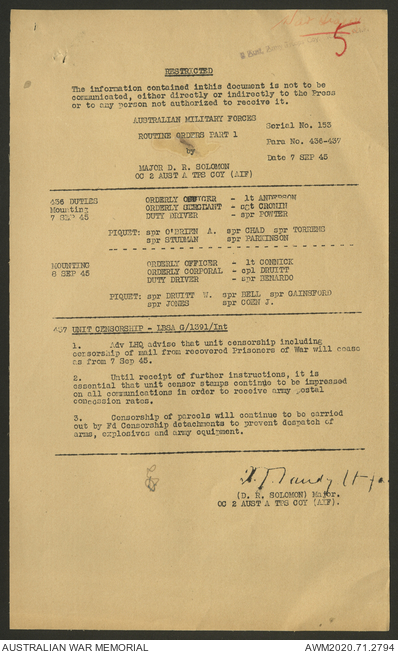 5
RESTRICTED
The information contained inthis document is not to be
communicated, either directly or indirectly to the Press
or to any person not authorized to receive it.
AUSTRALIAN MILITARY FORCES
Serial No. 153
ROUTINE ORDERS PART 1
Para No. 436-437
by
Date 7 SEP 45
MAJOR D. R. SOLOMON
OC 2 AUST A TPS COY (AIF)
436 DUTIES ORDERLY OFFICER - lt ANDERSON
Mounting ORDERLY SERGEANT - sgt CRONIN
7 SEP 45 DUTY DRIVER - spr POWTER
PIQUET: spr O'BRIEN A. spr CHAD spr TORRENS
spr STUDMAN spr PARKINSON
MOUNTING ORDERLY OFFICER - lt CONNICK
8 SEP 45 ORDERLY CORPORAL - cpl DRUITT
DUTY DRIVER - spr BENARDO
PIQUET: spr DRUITT W. spr BELL spr GAINSFORD
spr JONES spr COEN J.
437 UNIT CENSORSHIP - LBSA G/1391/Int
1. Adv LHQ advise that unit censorship including
censorship of mail from recovered Prisoners of War will cease
as from 7 Sep 45.
2. Until receipt of further instructions, it is
essential that unit censor stamps continue to be impressed
on all communications in order to receive army postal
concession rates.
3. Censorship of parcels will continue to be carried
out by Fd Censorship detachments to prevent despatch of
arms, explosives and army equipment.
(D. R. SOLOMON) Major.
OC 2 AUST A TPS COY (AIF).
AUSTRALIAN WAR MEMORIAL AWM2020.71.2794